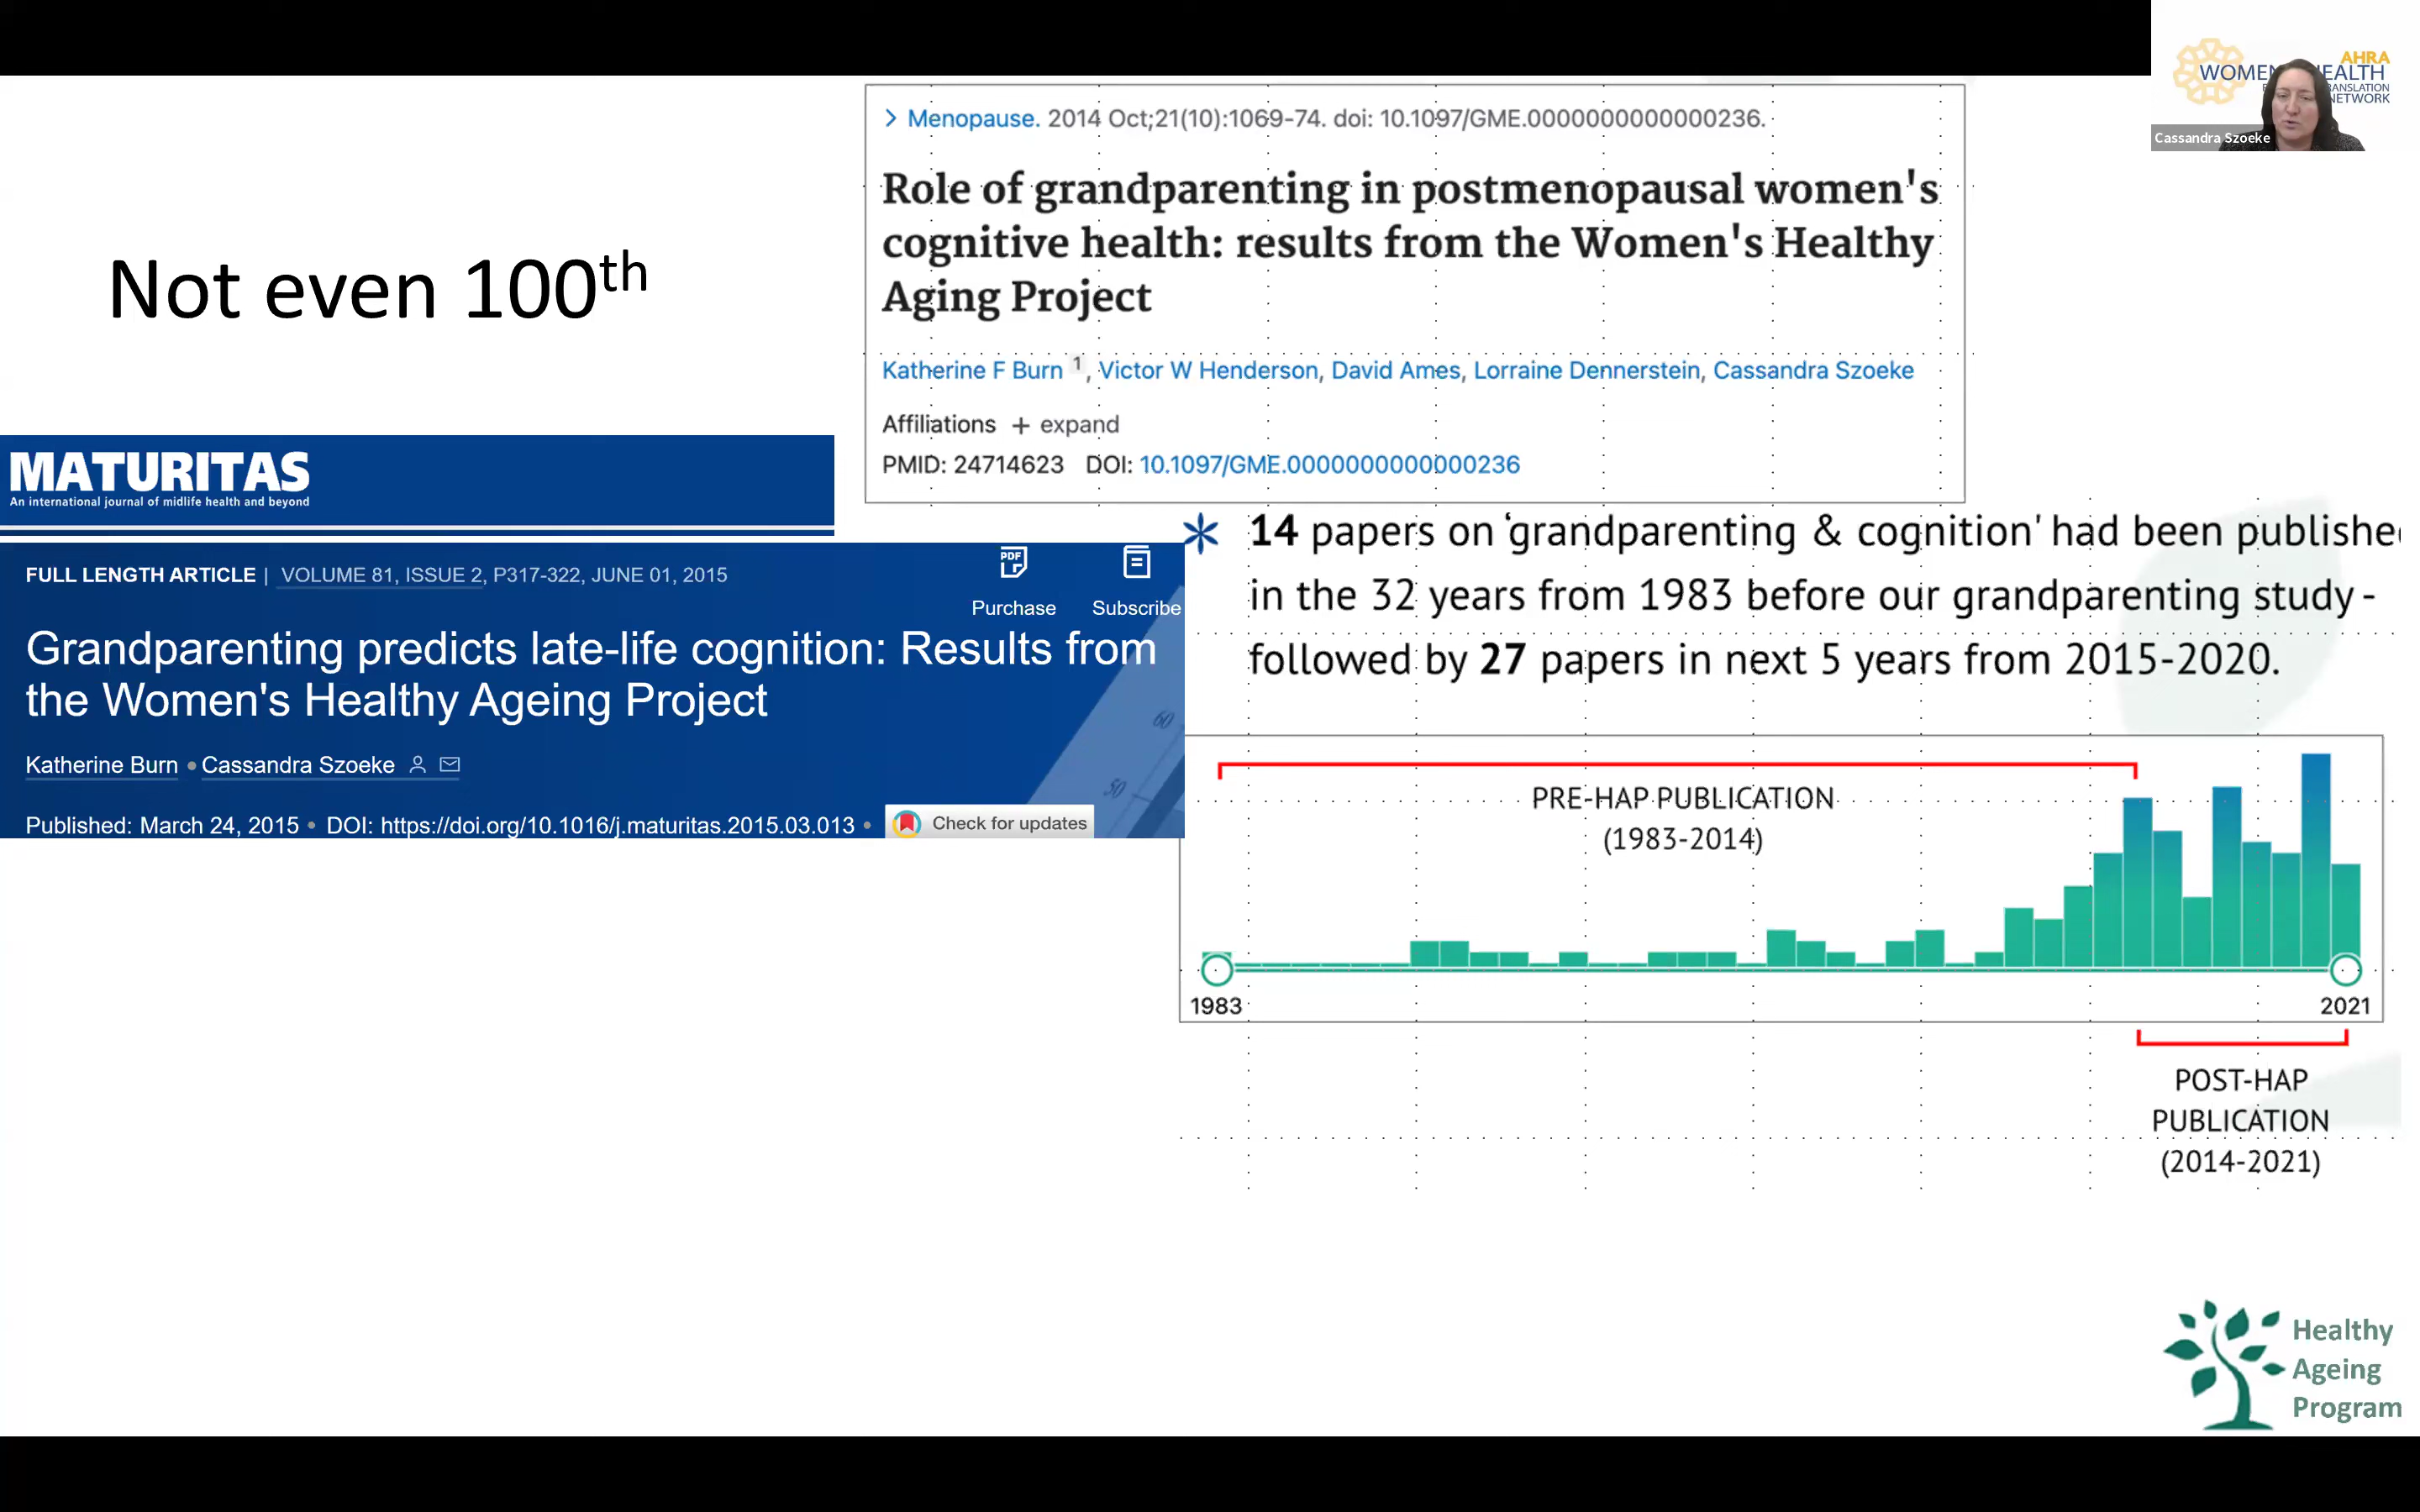 AHRA
WOMEN EALTH
RANSLATION
NETWORK
Cassandra Szoeke
Not even 100th
> Menopause. 2014 Oct;21(10):1069-74. doi: 10.1097/GME.0000000000000236.
Role of grandparenting in postmenopausal women's
cognitive health: results from the Women's Healthy
Aging Project
Katherine F Burn 1, Victor W Henderson, David Ames, Lorraine Dennerstein, Cassandra Szoeke
Affiliations + expand
PMID: 24714623 DOI: 10.1097/GME.0000000000000236
MATURITAS
An international journal of midlife health and beyond
FULL LENGTH ARTICLE | VOLUME 81, ISSUE 2, P317-322, JUNE 01, 2015
PDF
Purchase
Subscribe
Grandparenting predicts late-life cognition: Results from
the Women's Healthy Ageing Project
Katherine Burn • Cassandra Szoeke
Published: March 24, 2015 • DOI: https://doi.org/10.1016/j.maturitas.2015.03.013 •
Check for updates
60
50
* 14 papers on ‘grandparenting & cognition' had been publishe
in the 32 years from 1983 before our grandparenting study -
followed by 27 papers in next 5 years from 2015-2020.
PRE-HAP PUBLICATION
(1983-2014)
1983
2021
POST-HAP
PUBLICATION
(2014-2021)
Healthy
Ageing
Program